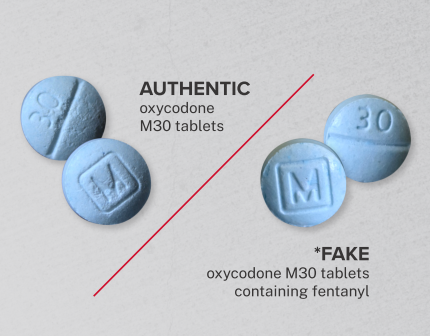 30
M
AUTHENTIC
oxycodone
M30 tablets
30
M
*FAKE
oxycodone M30 tablets
containing fentanyl